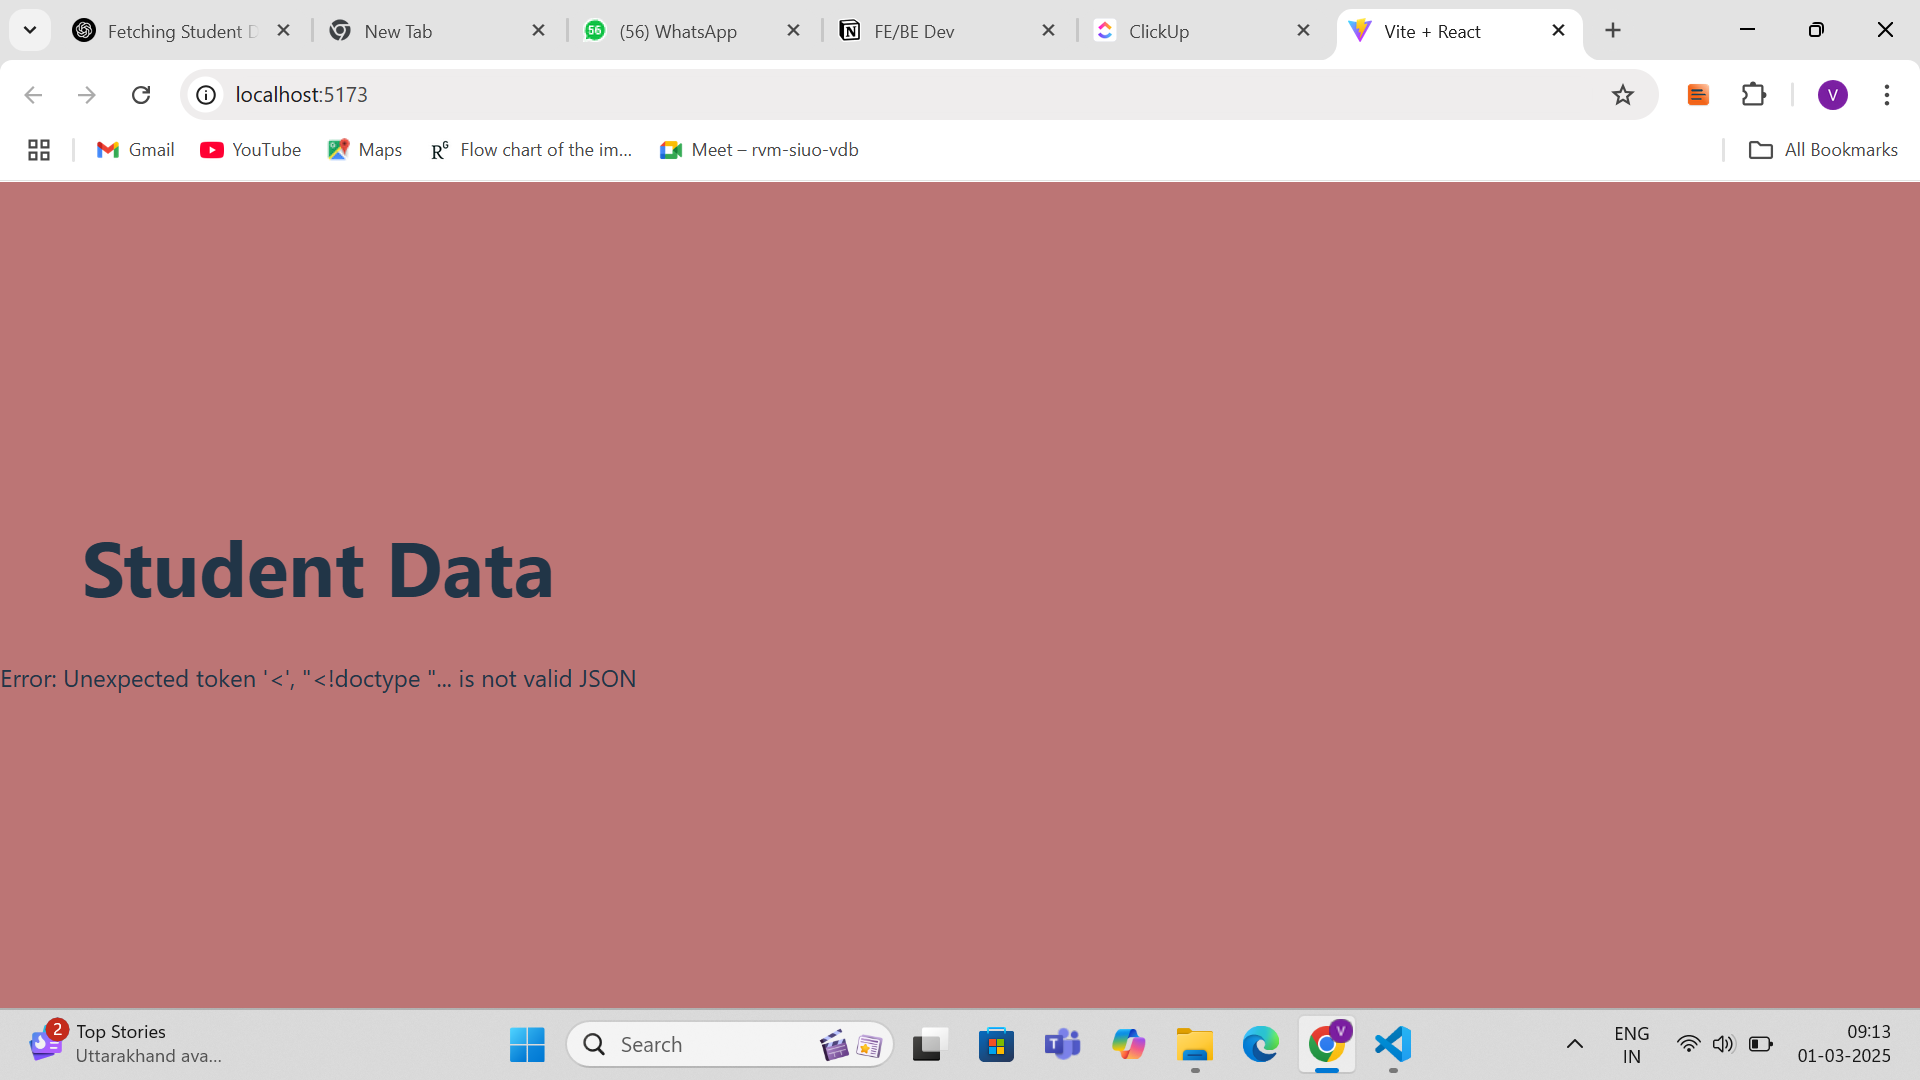 Fetching Student D
New Tab
56
(56) WhatsApp
FE/BE Dev
ClickUp
Vite + React
localhost:5173
V
Gmail
YouTube
Maps
RG
Flow chart of the im...
Meet – rvm-siuo-vdb
All Bookmarks
Student Data
Error: Unexpected token '<', "<!doctype "... is not valid JSON
2
Top Stories
Uttarakhand ava...
Search
T
V
ENG
IN
09:13
01-03-2025